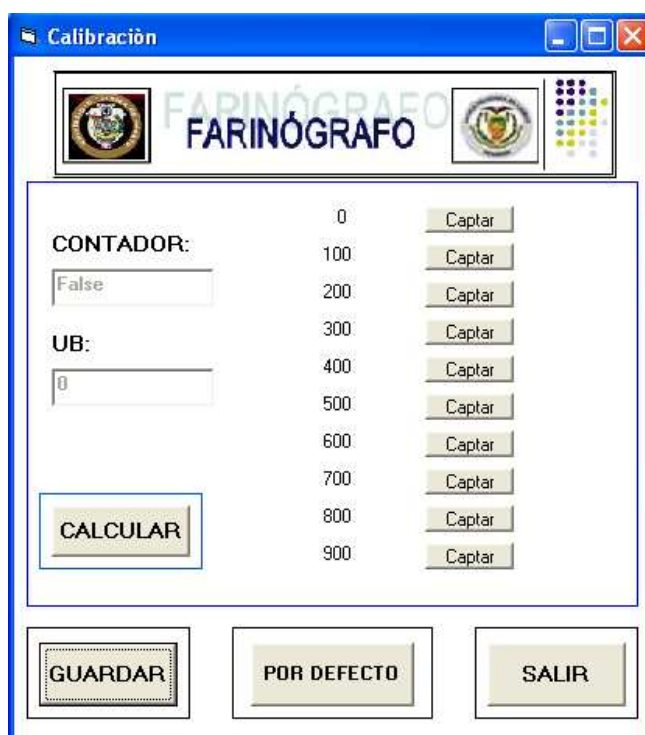 Calibraciòn
FARINÓGRAFO
FARINÓGRAFO
CONTADOR:
False
UB:
0
CALCULAR
0 Captar
100 Captar
200 Captar
300 Captar
400 Captar
500 Captar
600 Captar
700 Captar
800 Captar
900 Captar
GUARDAR
POR DEFECTO
SALIR